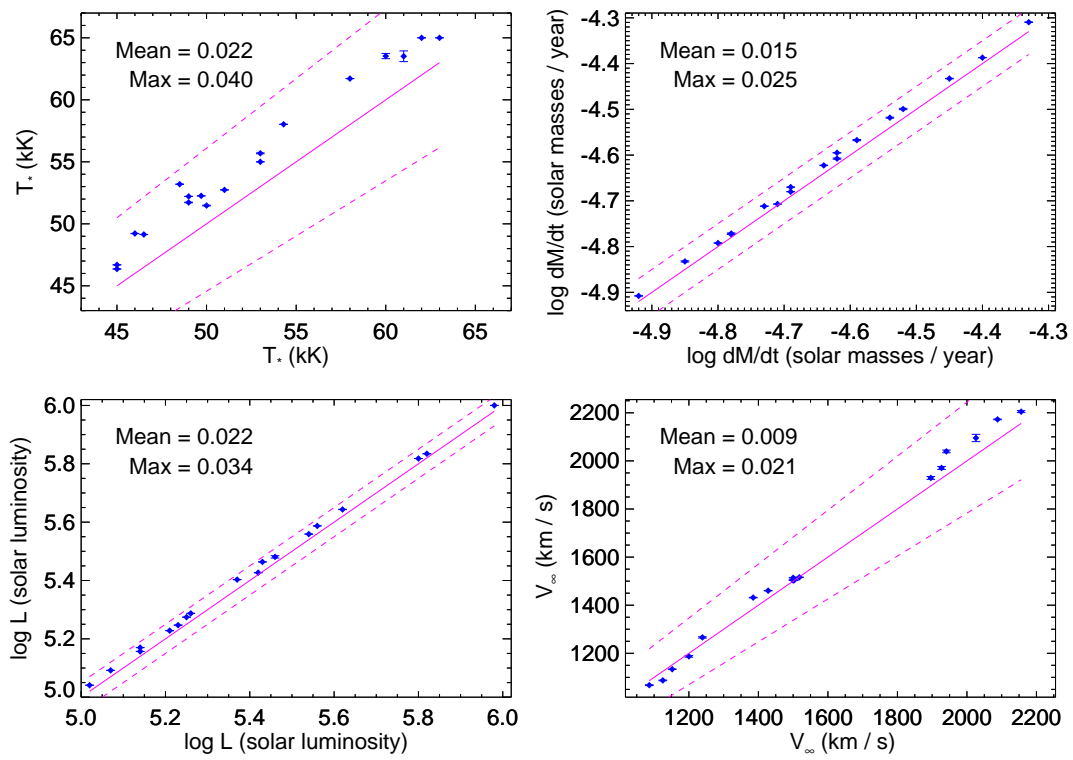 Mean = 0.022
Max = 0.040
65
60
55
50
45
T* (kK)
45 50 55 60 65
T* (kK)
Mean = 0.015
Max = 0.025
-4.3
-4.4
-4.5
-4.6
-4.7
-4.8
-4.9
log dM/dt (solar masses / year)
-4.9 -4.8 -4.7 -4.6 -4.5 -4.4 -4.3
log dM/dt (solar masses / year)
Mean = 0.022
Max = 0.034
6.0
5.8
5.6
5.4
5.2
5.0
log L (solar luminosity)
5.0 5.2 5.4 5.6 5.8 6.0
log L (solar luminosity)
Mean = 0.009
Max = 0.021
2200
2000
1800
1600
1400
1200
V∞ (km / s)
1200 1400 1600 1800 2000 2200
V∞ (km / s)